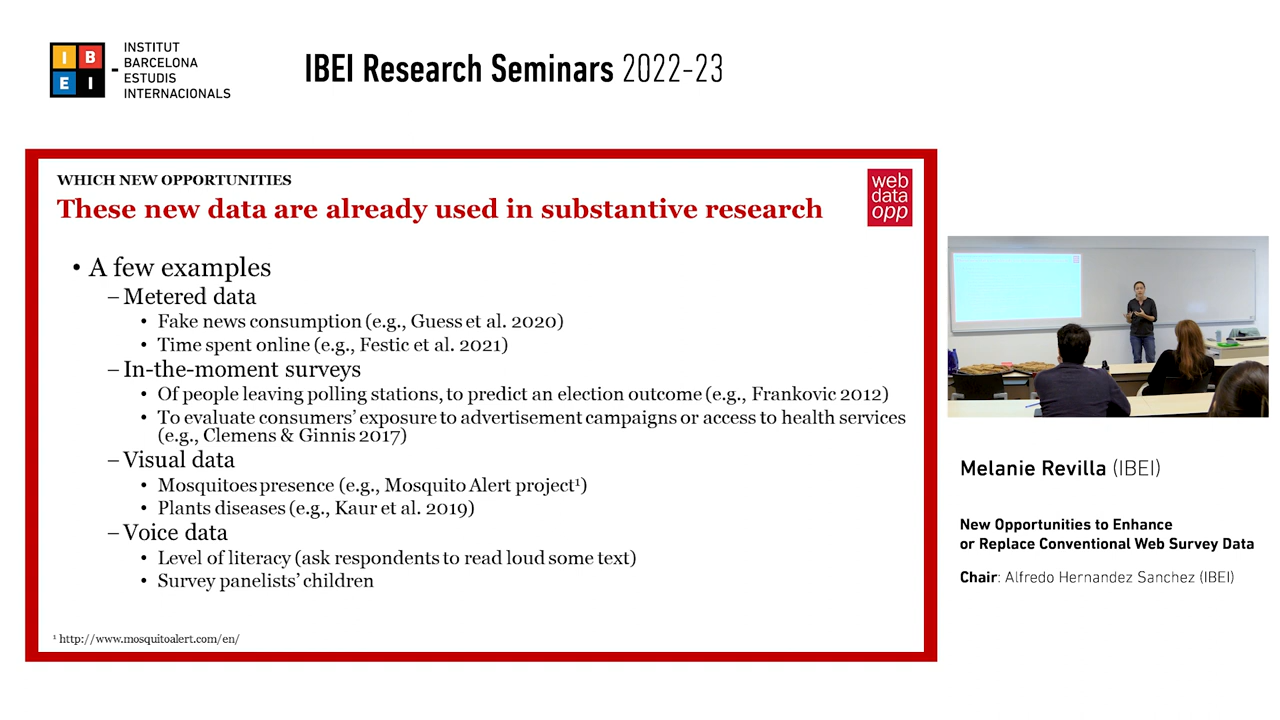 INSTITUT
BARCELONA
ESTUDIS
INTERNACIONALS
I B
E I
IBEI Research Seminars 2022-23
WHICH NEW OPPORTUNITIES
These new data are already used in substantive research
web
data
opp
• A few examples
– Metered data
• Fake news consumption (e.g., Guess et al. 2020)
• Time spent online (e.g., Festic et al. 2021)
– In-the-moment surveys
• Of people leaving polling stations, to predict an election outcome (e.g., Frankovic 2012)
• To evaluate consumers' exposure to advertisement campaigns or access to health services
(e.g., Clemens & Ginnis 2017)
– Visual data
• Mosquitoes presence (e.g., Mosquito Alert project¹)
• Plants diseases (e.g., Kaur et al. 2019)
– Voice data
• Level of literacy (ask respondents to read loud some text)
• Survey panelists' children
¹ http://www.mosquitoalert.com/en/
Melanie Revilla (IBEI)
New Opportunities to Enhance
or Replace Conventional Web Survey Data
Chair: Alfredo Hernandez Sanchez (IBEI)